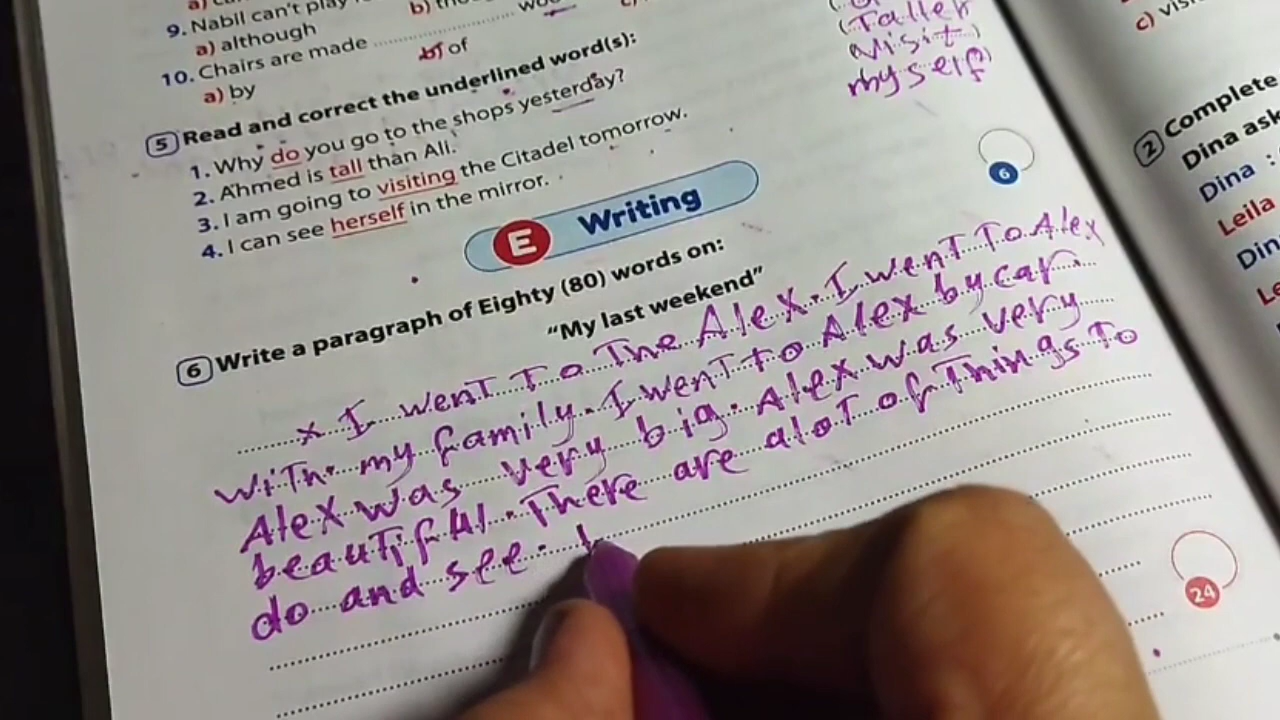 9. Nabil can't play
a) although
b)
10. Chairs are made ..................
a) by
b) of
(Taller
visit)
myself)
5 Read and correct the underlined word(s):
1. Why do you go to the shops yesterday?
2. Ahmed is tall than Ali.
3. I am going to visiting the Citadel tomorrow.
4. I can see herself in the mirror.
6
E Writing
6 Write a paragraph of Eighty (80) words on:
"My last weekend"
x I went To The Alex. I went To Alex
with my family. I went to Alex by car.
Alex was very big. Alex was very
beautiful. There are alot of Things To
do and see. I
24
c)
2 Complete
Dina ask
Dina :
Leila
Din
Le